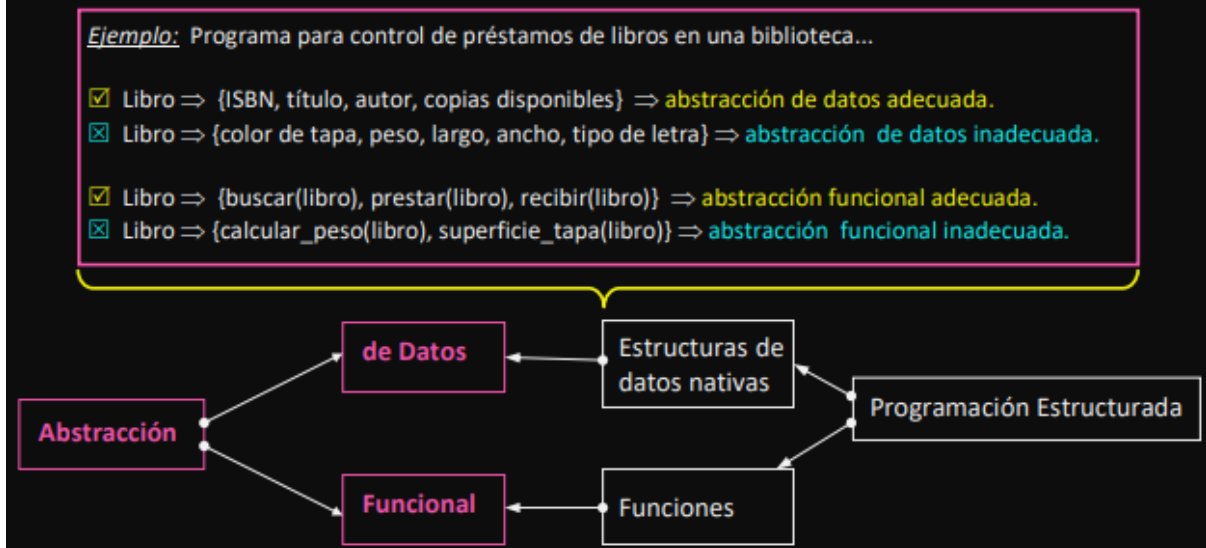 Ejemplo: Programa para control de préstamos de libros en una biblioteca...
☑ Libro ⇒ {ISBN, título, autor, copias disponibles} ⇒ abstracción de datos adecuada.
☒ Libro ⇒ {color de tapa, peso, largo, ancho, tipo de letra} ⇒ abstracción de datos inadecuada.
☑ Libro ⇒ {buscar(libro), prestar(libro), recibir(libro)} ⇒ abstracción funcional adecuada.
☒ Libro ⇒ {calcular_peso(libro), superficie_tapa(libro)} ⇒ abstracción funcional inadecuada.
Abstracción
de Datos
Funcional
Estructuras de
datos nativas
Funciones
Programación Estructurada